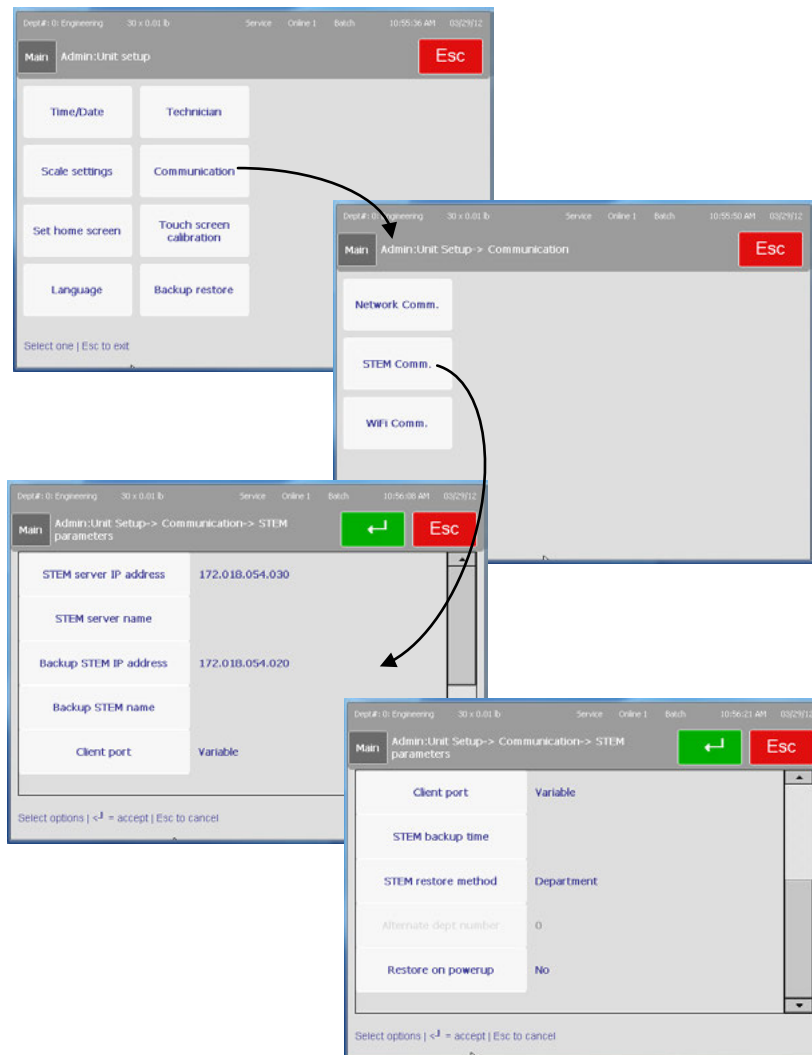 Dept#: 0: Engineering 30 x 0.01 lb Service Online 1 Batch 10:55:36 AM 03/29/12
Main Admin:Unit setup Esc
Time/Date Technician
Scale settings Communication
Set home screen Touch screen calibration
Language Backup restore
Select one | Esc to exit
Dept#: 0: Engineering 30 x 0.01 lb Service Online 1 Batch 10:55:50 AM 03/29/12
Main Admin:Unit Setup-> Communication Esc
Network Comm.
STEM Comm.
WiFi Comm.
Dept#: 0: Engineering 30 x 0.01 lb Service Online 1 Batch 10:56:08 AM 03/29/12
Main Admin:Unit Setup-> Communication-> STEM parameters Esc
STEM server IP address 172.018.054.030
STEM server name
Backup STEM IP address 172.018.054.020
Backup STEM name
Client port Variable
Select options | <┘ = accept | Esc to cancel
Dept#: 0: Engineering 30 x 0.01 lb Service Online 1 Batch 10:56:21 AM 03/29/12
Main Admin:Unit Setup-> Communication-> STEM parameters Esc
Client port Variable
STEM backup time
STEM restore method Department
Alternate dept number 0
Restore on powerup No
Select options | <┘ = accept | Esc to cancel